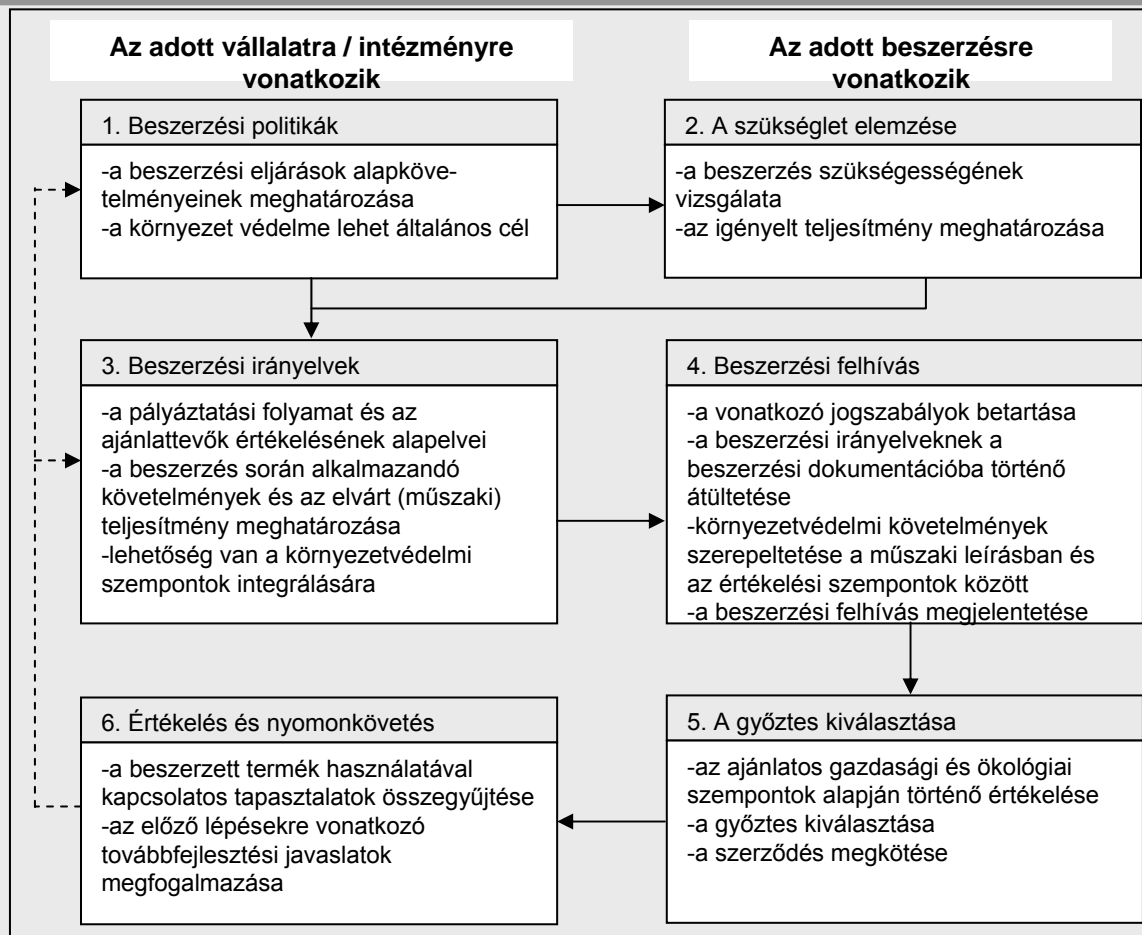 Az adott vállalatra / intézményre
vonatkozik
Az adott beszerzésre
vonatkozik
1. Beszerzési politikák
-a beszerzési eljárások alapköve-
telményeinek meghatározása
-a környezet védelme lehet általános cél
2. A szükséglet elemzése
-a beszerzés szükségességének
vizsgálata
-az igényelt teljesítmény meghatározása
3. Beszerzési irányelvek
-a pályáztatási folyamat és az
ajánlattevők értékelésének alapelvei
-a beszerzés során alkalmazandó
követelmények és az elvárt (műszaki)
teljesítmény meghatározása
-lehetőség van a környezetvédelmi
szempontok integrálására
4. Beszerzési felhívás
-a vonatkozó jogszabályok betartása
-a beszerzési irányelveknek a
beszerzési dokumentációba történő
átültetése
-környezetvédelmi követelmények
szerepeltetése a műszaki leírásban és
az értékelési szempontok között
-a beszerzési felhívás megjelentetése
6. Értékelés és nyomonkövetés
-a beszerzett termék használatával
kapcsolatos tapasztalatok összegyűjtése
-az előző lépésekre vonatkozó
továbbfejlesztési javaslatok
megfogalmazása
5. A győztes kiválasztása
-az ajánlatos gazdasági és ökológiai
szempontok alapján történő értékelése
-a győztes kiválasztása
-a szerződés megkötése